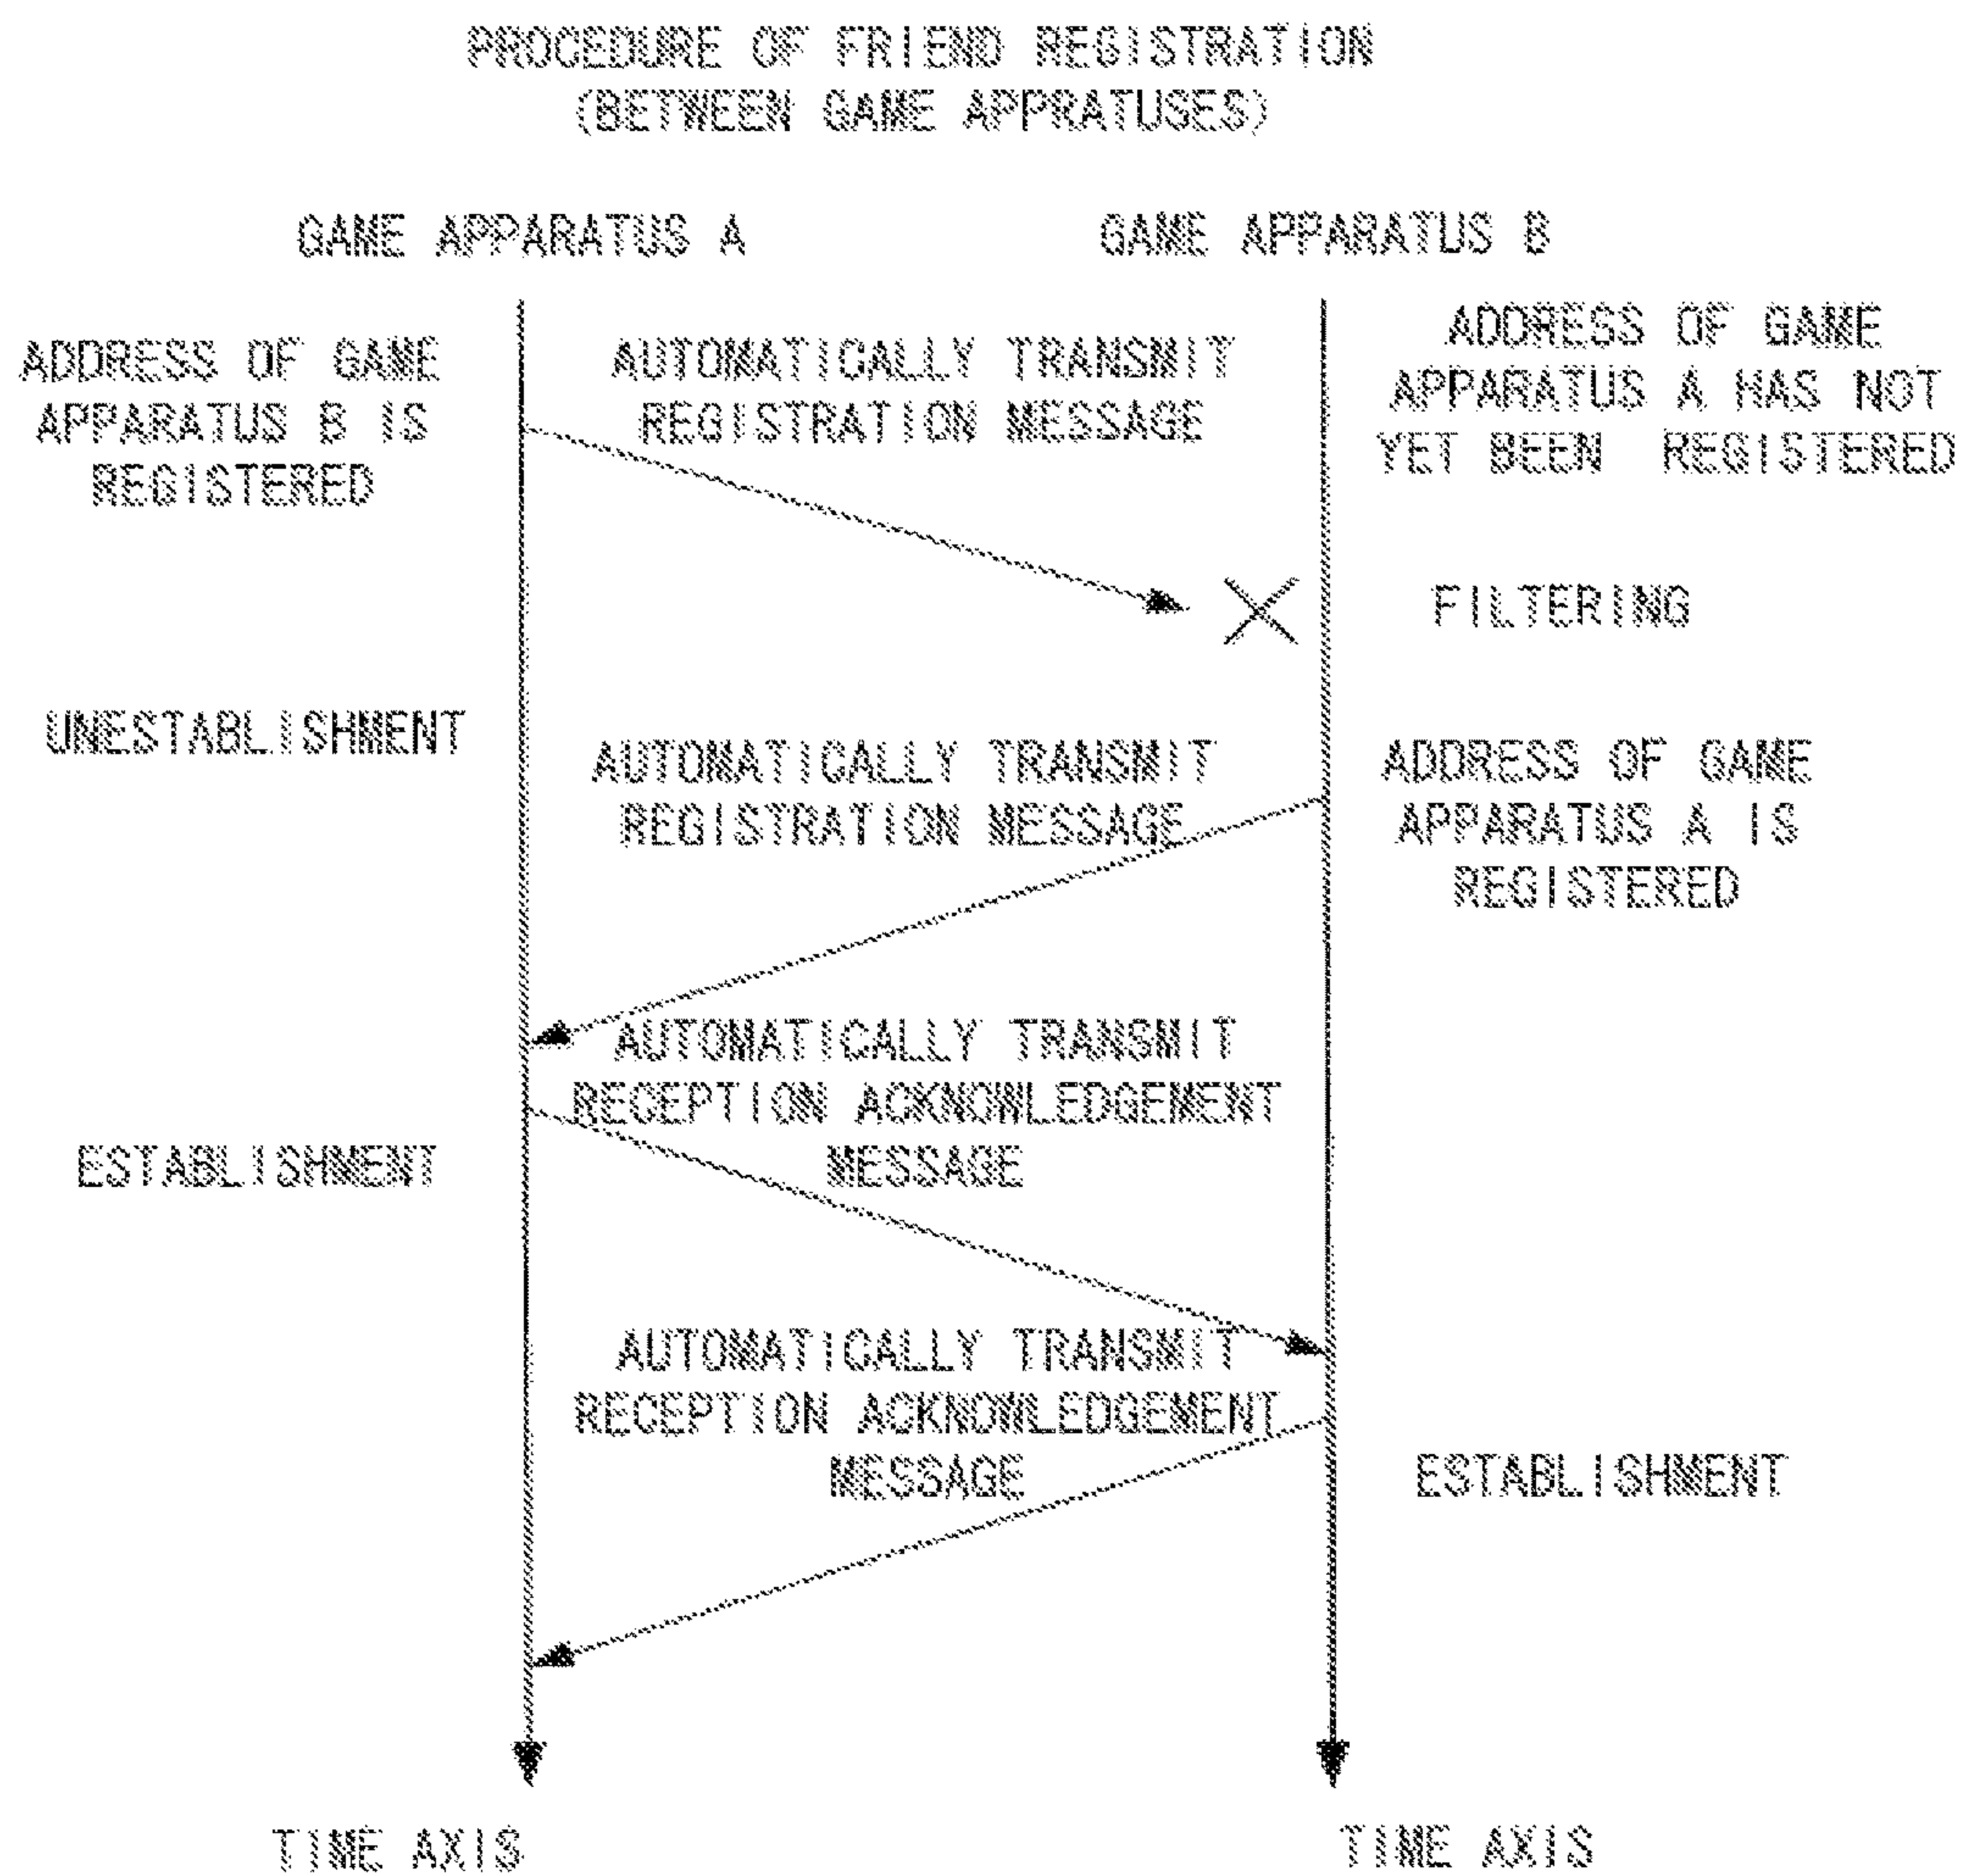 PROCEDURE OF FRIEND REGISTRATION
(BETWEEN GAME APPRATUSES)
GAME APPARATUS A
GAME APPARATUS B
ADDRESS OF GAME
APPARATUS B IS
REGISTERED
AUTOMATICALLY TRANSMIT
REGISTRATION MESSAGE
ADDRESS OF GAME
APPARATUS A HAS NOT
YET BEEN REGISTERED
FILTERING
UNESTABLISHMENT
AUTOMATICALLY TRANSMIT
REGISTRATION MESSAGE
ADDRESS OF GAME
APPARATUS A IS
REGISTERED
AUTOMATICALLY TRANSMIT
RECEPTION ACKNOWLEDGEMENT
MESSAGE
ESTABLISHMENT
AUTOMATICALLY TRANSMIT
RECEPTION ACKNOWLEDGEMENT
MESSAGE
ESTABLISHMENT
TIME AXIS
TIME AXIS